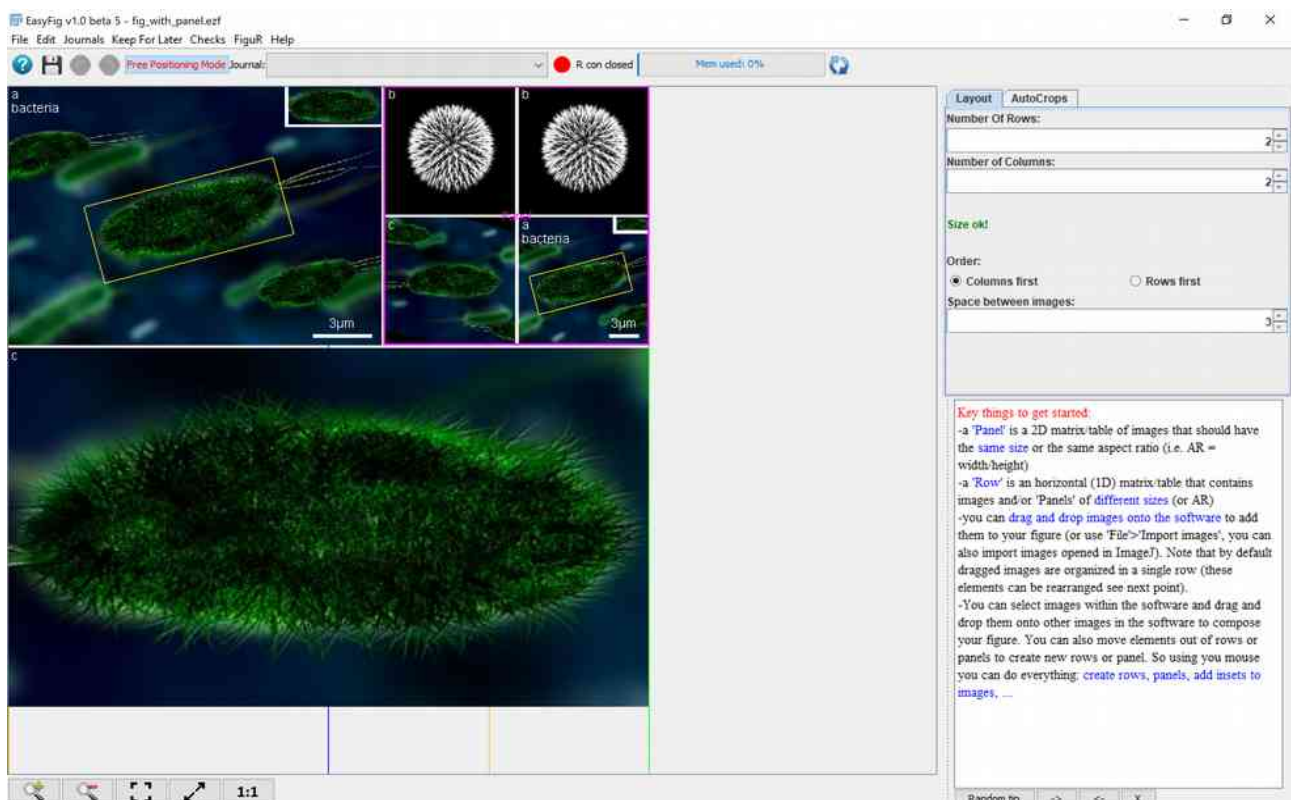 EasyFig v1.0 beta 5 - fig_with_panel.ezf
File Edit Journals Keep For Later Checks FiguR Help
Free Positioning Mode Journal: R con closed Mem used: 0%
a
bacteria
3µm
b
b
c
a
bacteria
3µm
c
Layout AutoCrops
Number Of Rows:
2
Number of Columns:
2
Size ok!
Order:
Columns first Rows first
Space between images:
3
Key things to get started:
-a 'Panel' is a 2D matrix/table of images that should have
the same size or the same aspect ratio (i.e. AR =
width/height)
-a 'Row' is an horizontal (1D) matrix/table that contains
images and/or 'Panels' of different sizes (or AR)
-you can drag and drop images onto the software to add
them to your figure (or use 'File'>'Import images', you can
also import images opened in ImageJ). Note that by default
dragged images are organized in a single row (these
elements can be rearranged see next point).
-You can select images within the software and drag and
drop them onto other images in the software to compose
your figure. You can also move elements out of rows or
panels to create new rows or panel. So using you mouse
you can do everything: create rows, panels, add insets to
images, ...
1:1
Random tip -> <- X